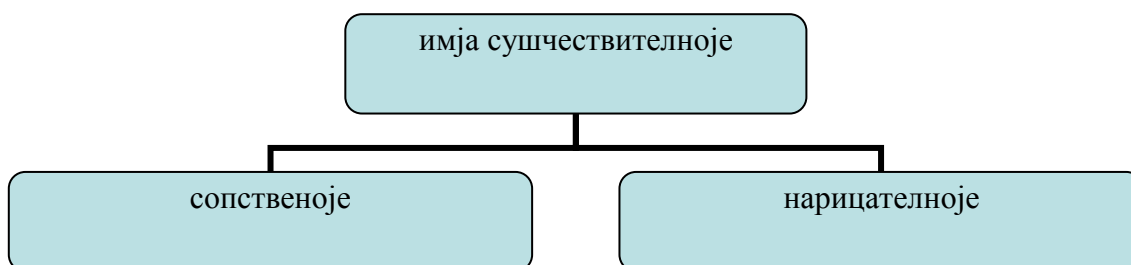 имја сушчествителноје
сопственоје
нарицателноје